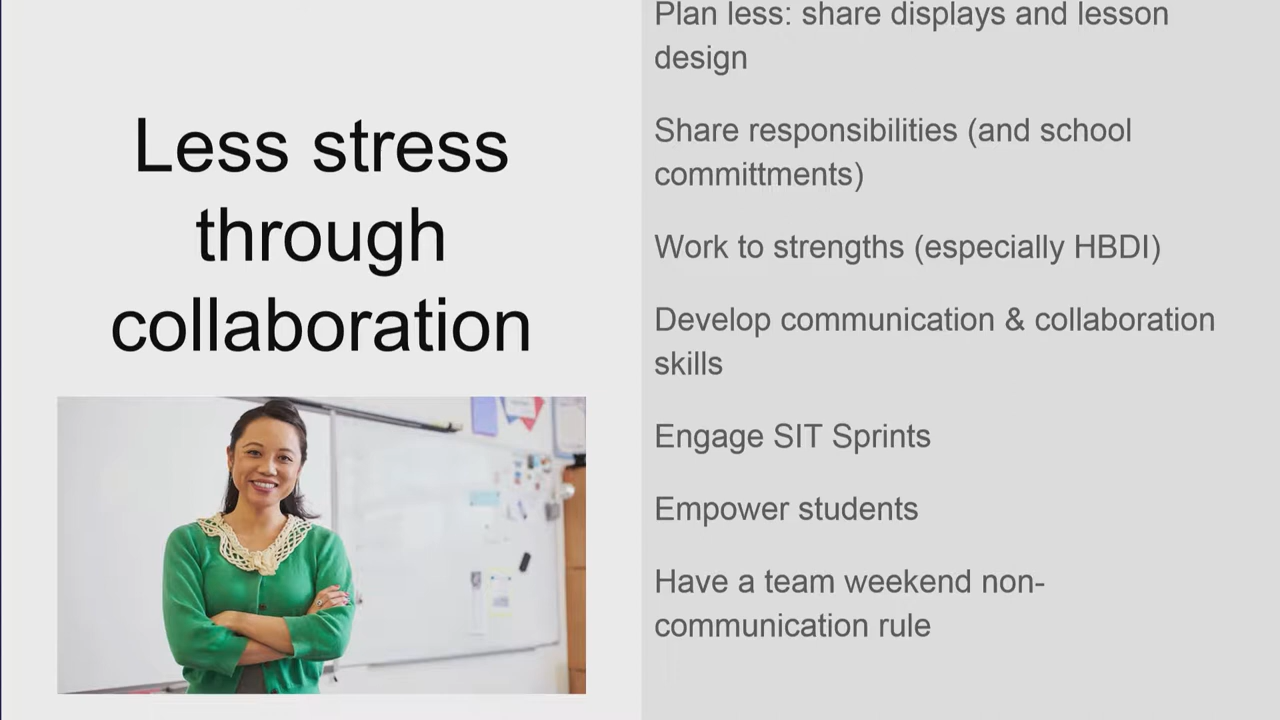 Less stress
through
collaboration
Plan less: share displays and lesson
design
Share responsibilities (and school
committments)
Work to strengths (especially HBDI)
Develop communication & collaboration
skills
Engage SIT Sprints
Empower students
Have a team weekend non-
communication rule